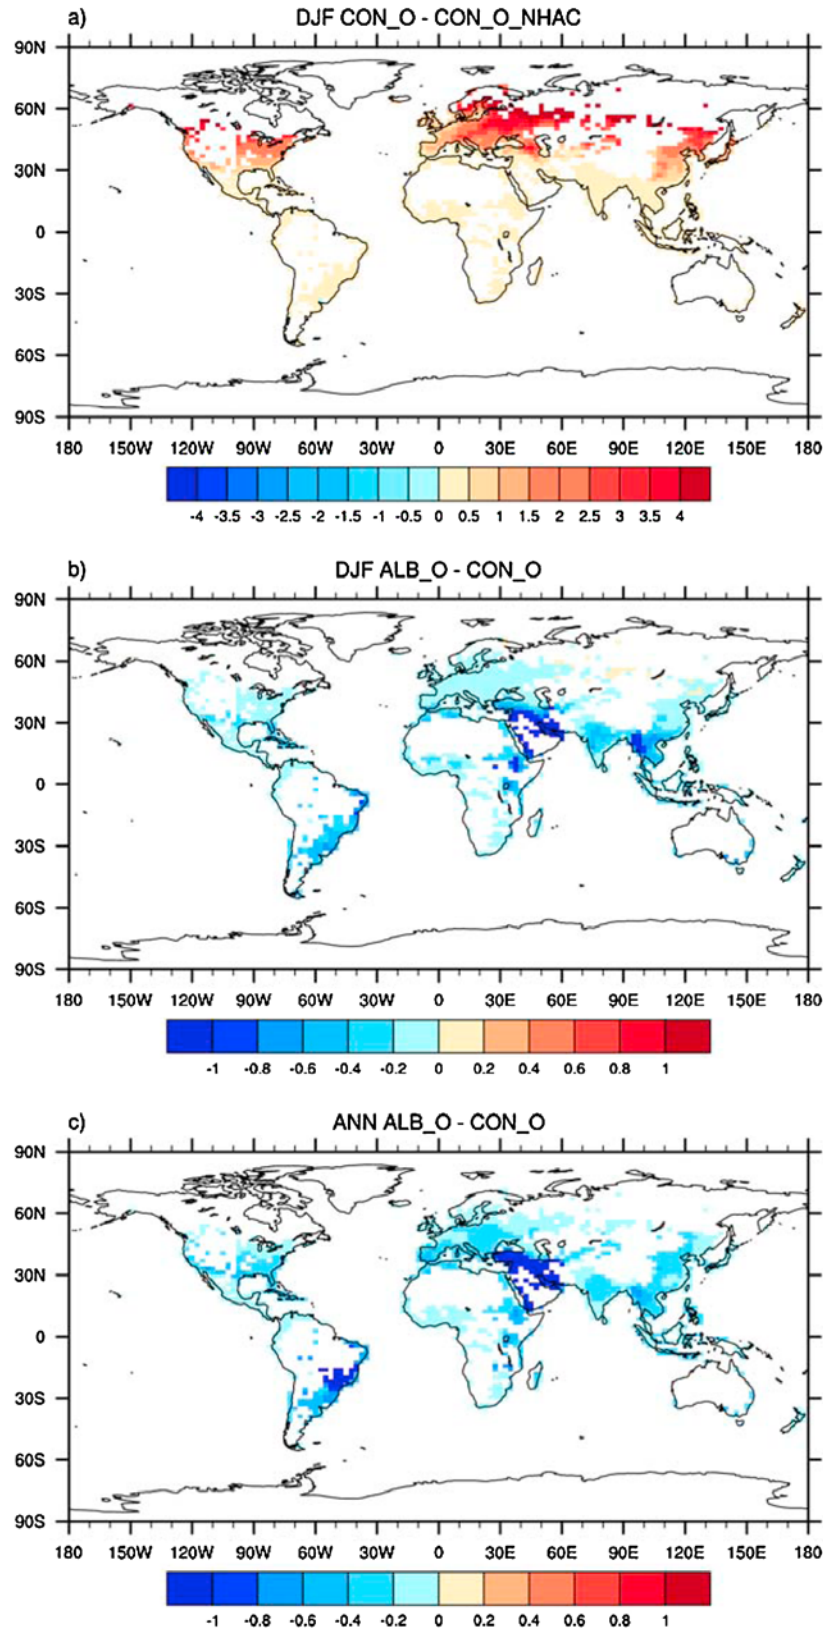 a) DJF CON_O - CON_O_NHAC
90N
60N
30N
0
30S
60S
90S
180 150W 120W 90W 60W 30W 0 30E 60E 90E 120E 150E 180
-4 -3.5 -3 -2.5 -2 -1.5 -1 -0.5 0 0.5 1 1.5 2 2.5 3 3.5 4
b) DJF ALB_O - CON_O
90N
60N
30N
0
30S
60S
90S
180 150W 120W 90W 60W 30W 0 30E 60E 90E 120E 150E 180
-1 -0.8 -0.6 -0.4 -0.2 0 0.2 0.4 0.6 0.8 1
c) ANN ALB_O - CON_O
90N
60N
30N
0
30S
60S
90S
180 150W 120W 90W 60W 30W 0 30E 60E 90E 120E 150E 180
-1 -0.8 -0.6 -0.4 -0.2 0 0.2 0.4 0.6 0.8 1